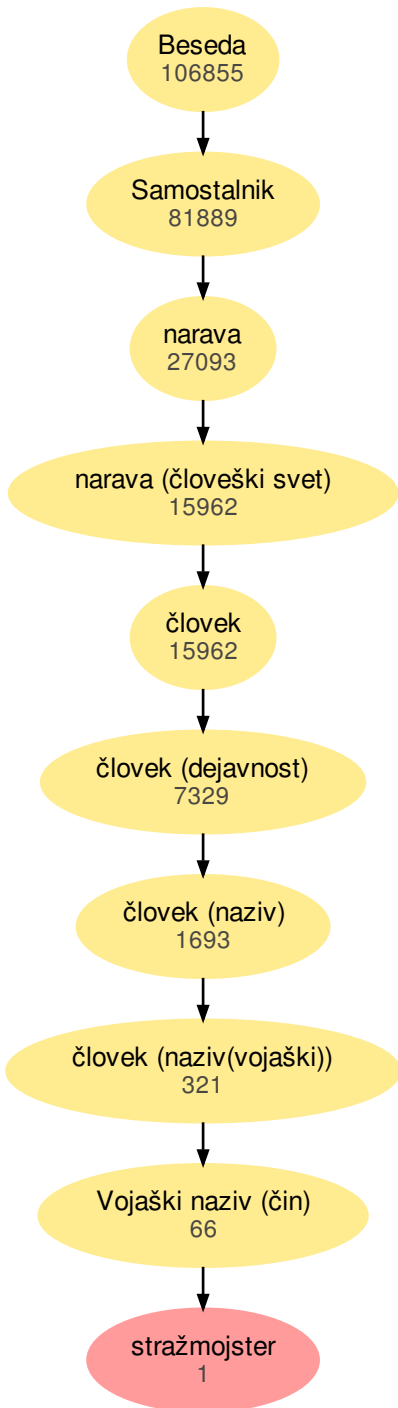 Beseda
106855
Samostalnik
81889
narava
27093
narava (človeški svet)
15962
človek
15962
človek (dejavnost)
7329
človek (naziv)
1693
človek (naziv(vojaški))
321
Vojaški naziv (čin)
66
stražmojster
1